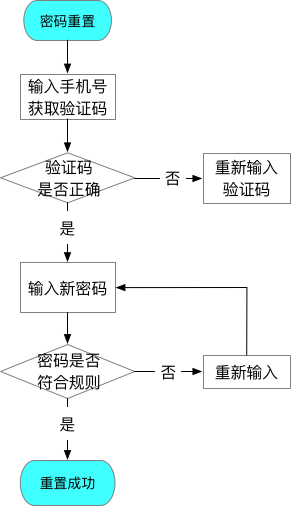 密码重置
输入手机号
获取验证码
验证码
是否正确
否
重新输入
验证码
是
输入新密码
密码是否
符合规则
否
重新输入
是
重置成功